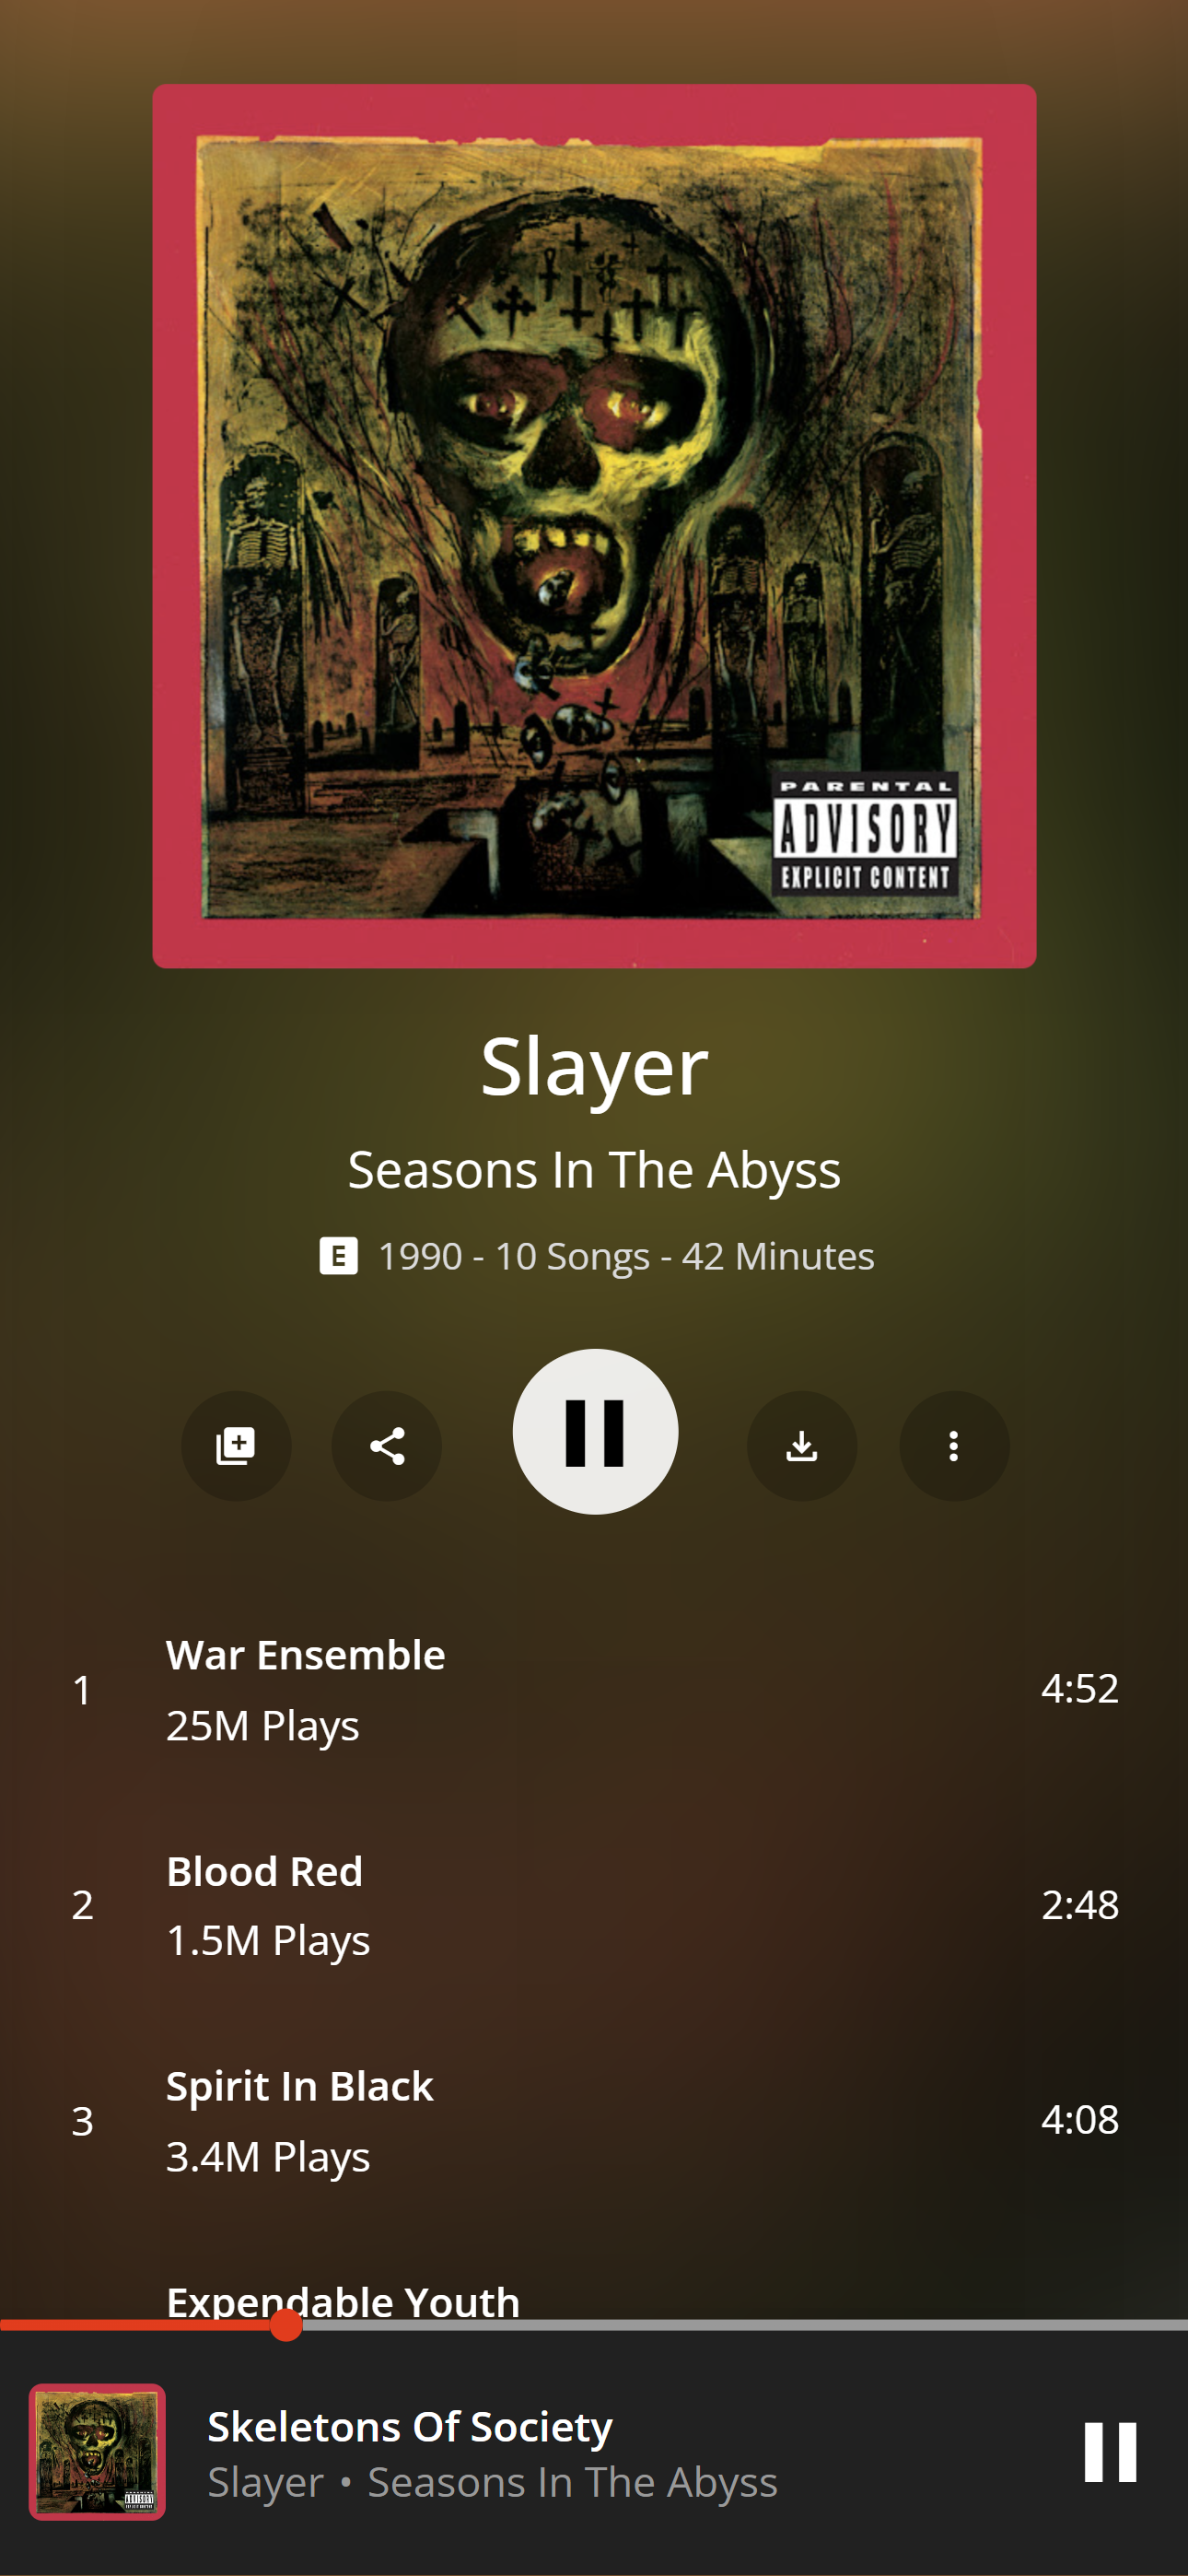 PARENTAL
ADVISORY
EXPLICIT CONTENT
Slayer
Seasons In The Abyss
E 1990 - 10 Songs - 42 Minutes
1 War Ensemble 4:52
25M Plays
2 Blood Red 2:48
1.5M Plays
3 Spirit In Black 4:08
3.4M Plays
Expendable Youth
Skeletons Of Society
Slayer • Seasons In The Abyss